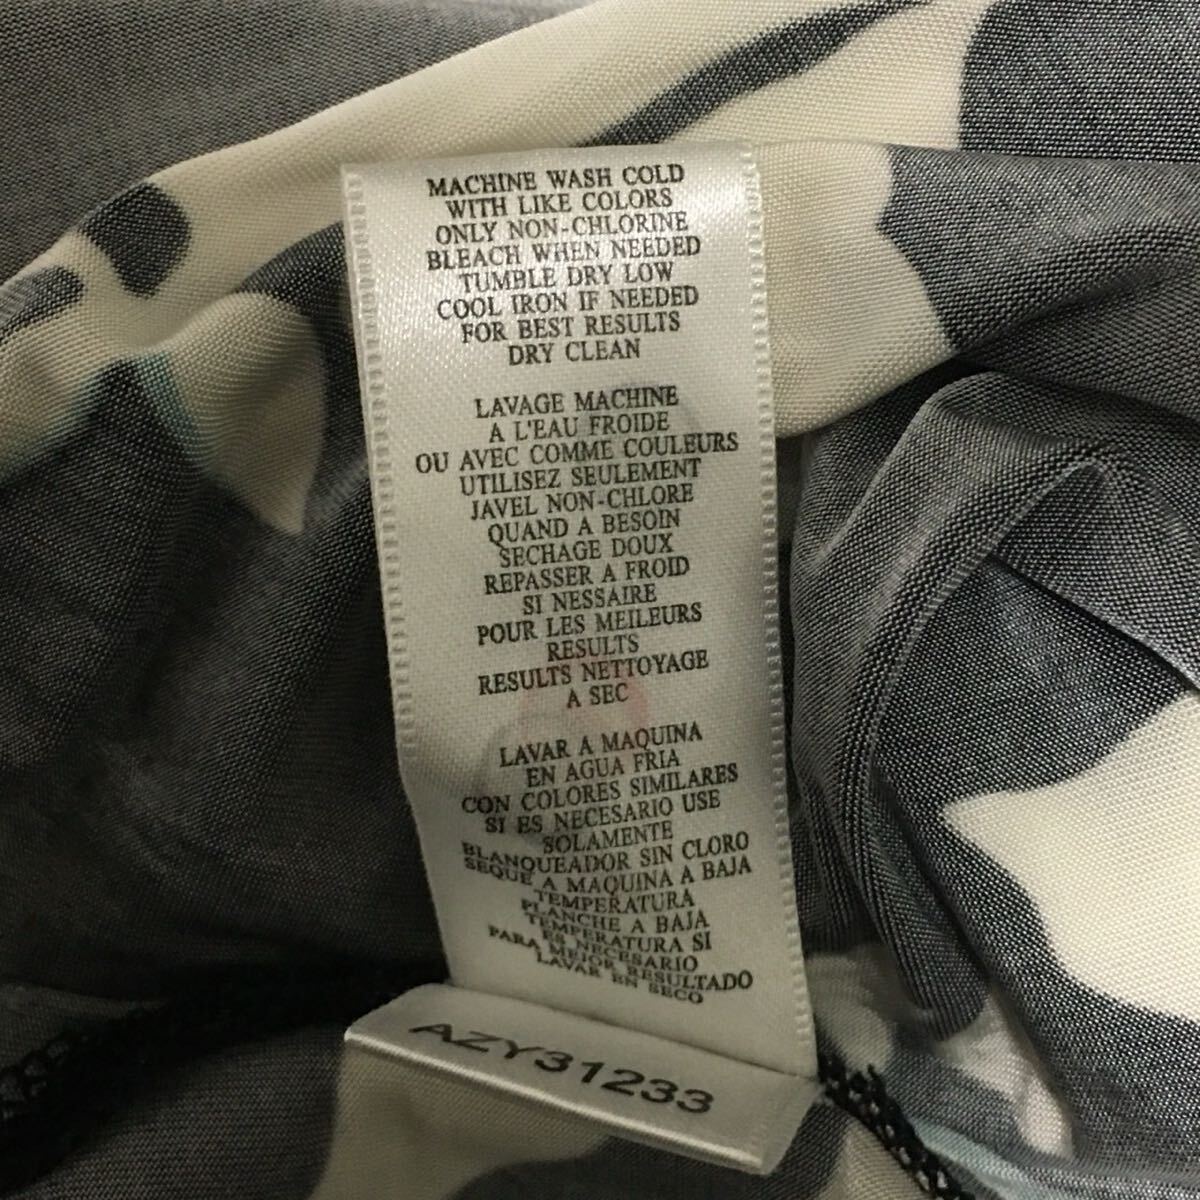 MACHINE WASH COLD
WITH LIKE COLORS
ONLY NON-CHLORINE
BLEACH WHEN NEEDED
TUMBLE DRY LOW
COOL IRON IF NEEDED
FOR BEST RESULTS
DRY CLEAN
LAVAGE MACHINE
A L'EAU FROIDE
OU AVEC COMME COULEURS
UTILISEZ SEULEMENT
JAVEL NON-CHLORE
QUAND A BESOIN
SECHAGE DOUX
REPASSER A FROID
SI NESSAIRE
POUR LES MEILEURS
RESULTS
RESULTS NETTOYAGE
A SEC
LAVAR A MAQUINA
EN AGUA FRIA
CON COLORES SIMILARES
SI ES NECESARIO USE
SOLAMENTE
BLANQUEADOR SIN CLORO
SEQUE A MAQUINA A BAJA
TEMPERATURA
PLANCHE A BAJA
TEMPERATURA SI
ES NECESARIO
PARA MEJOR RESULTADO
LAVAR EN SECO
AZY31233